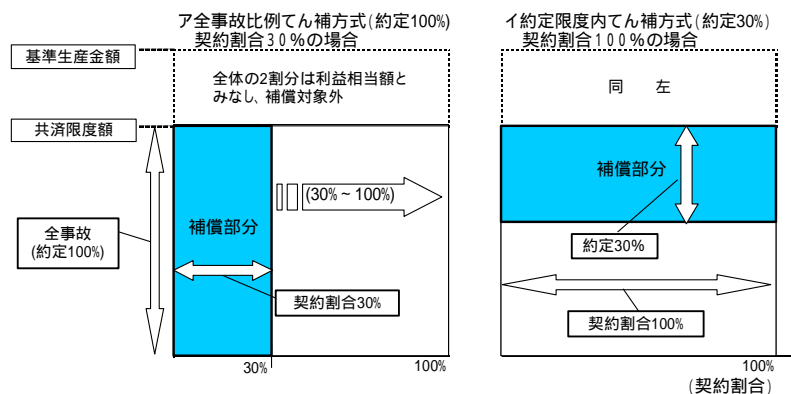 ア全事故比例てん補方式(約定100%)
契約割合30%の場合
イ約定限度内てん補方式(比例30%)
契約割合100%の場合
基準生産金額
全体の2割分は利益相当額と
みなし、補償対象外
同 左
共済限度額
(30%~100%)
補償部分
補償部分
全事故
(約定100%)
約定30%
契約割合30%
契約割合100%
30%
100%
100%
(契約割合)